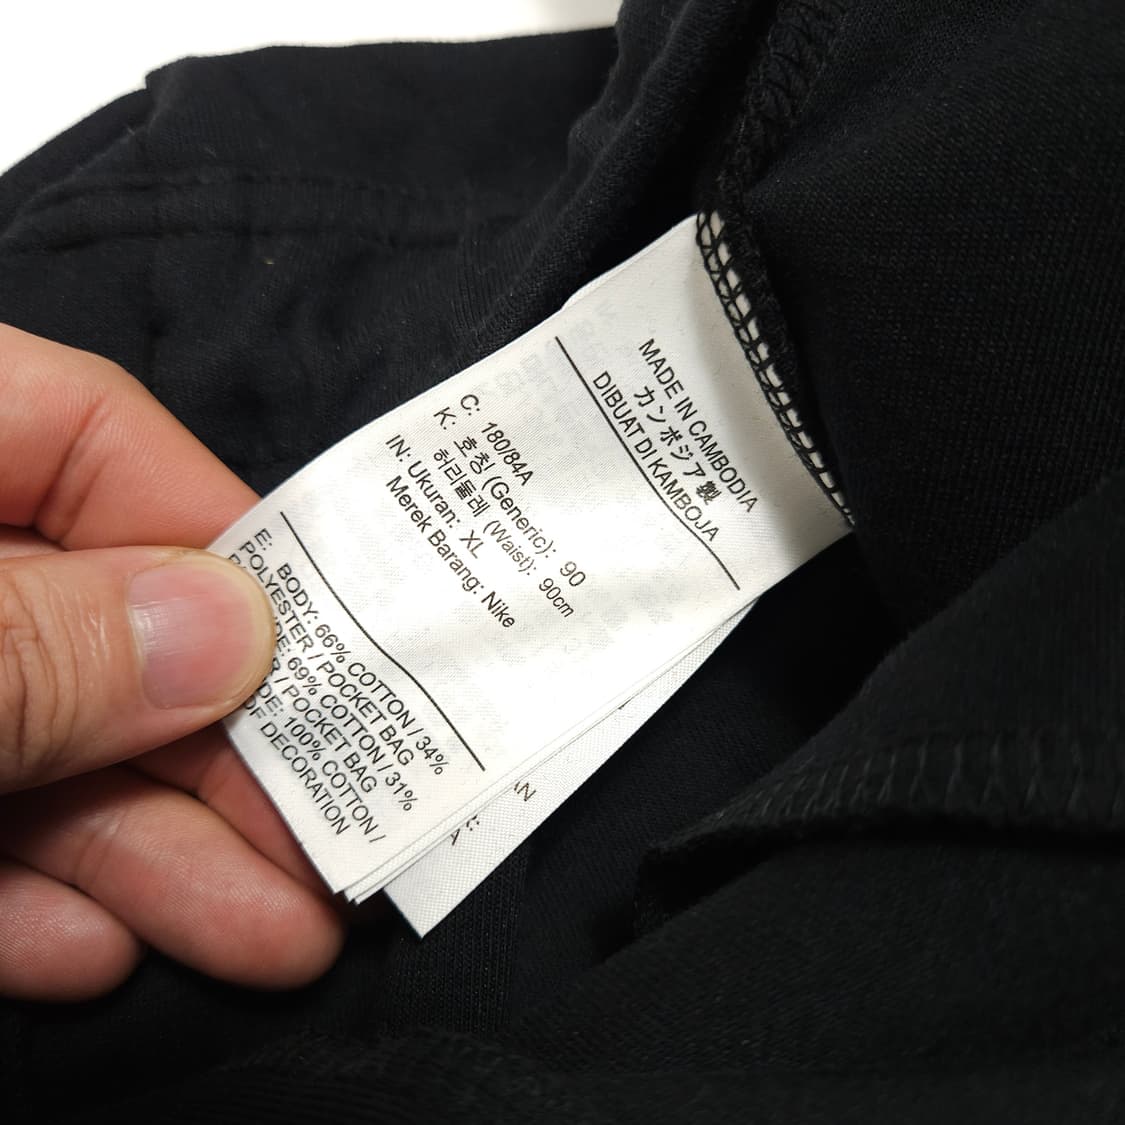 MADE IN CAMBODIA
カンボジア製
DIBUAT DI KAMBOJA
C: 180/84A
K: 호칭 (Generic): 90
허리둘레 (Waist): 90cm
IN: Ukuran: XL
Merek Barang: Nike
E: BODY: 66% COTTON / 34%
POLYESTER / POCKET BAG
69% COTTON / 31%
/ POCKET BAG
100% COTTON /
OF DECORATION